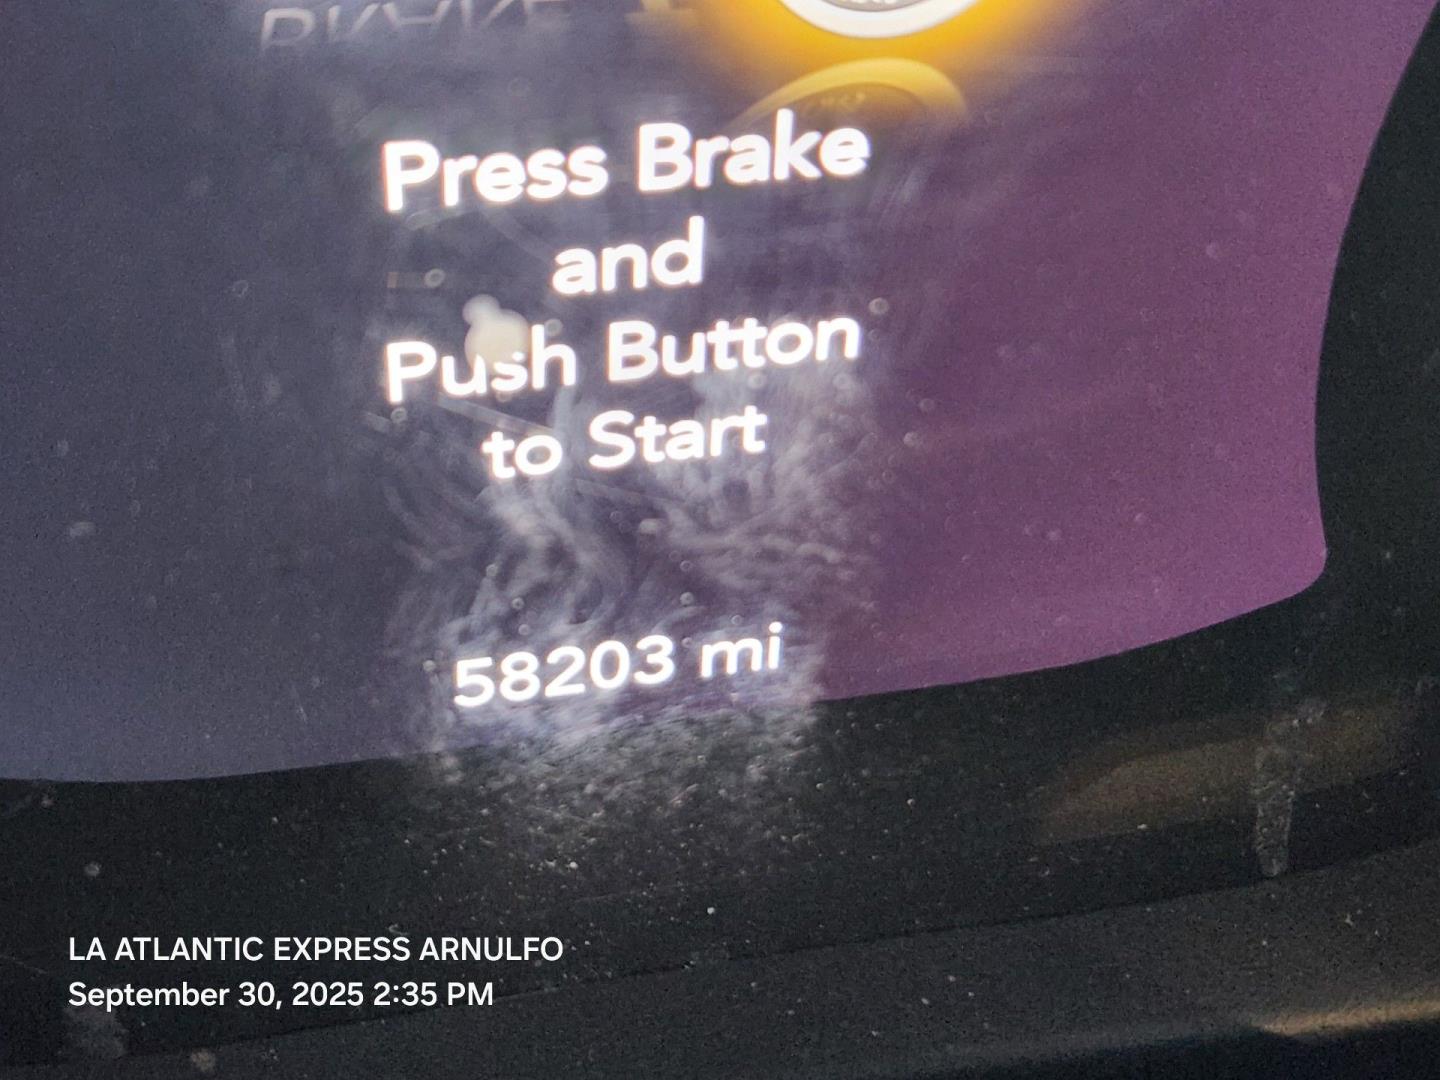 Press Brake
and
Push Button
to Start
58203 mi
LA ATLANTIC EXPRESS ARNULFO
September 30, 2025 2:35 PM